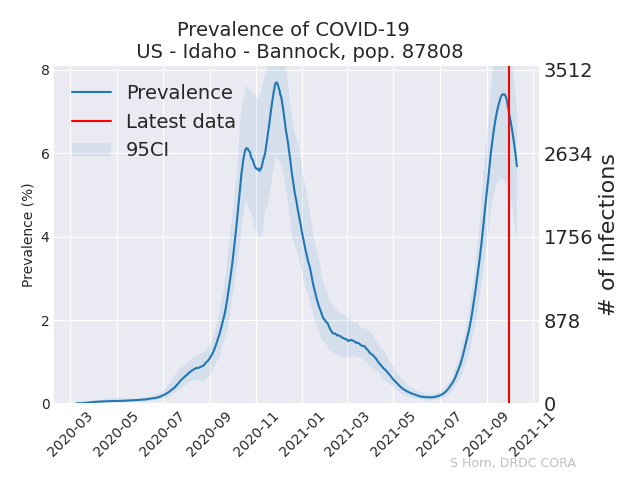 Prevalence of COVID-19
US - Idaho - Bannock, pop. 87808
Prevalence
Latest data
95CI
Prevalence (%)
8
6
4
2
0
3512
2634
1756
878
0
# of infections
2020-03
2020-05
2020-07
2020-09
2020-11
2021-01
2021-03
2021-05
2021-07
2021-09
2021-11
S Horn, DRDC CORA